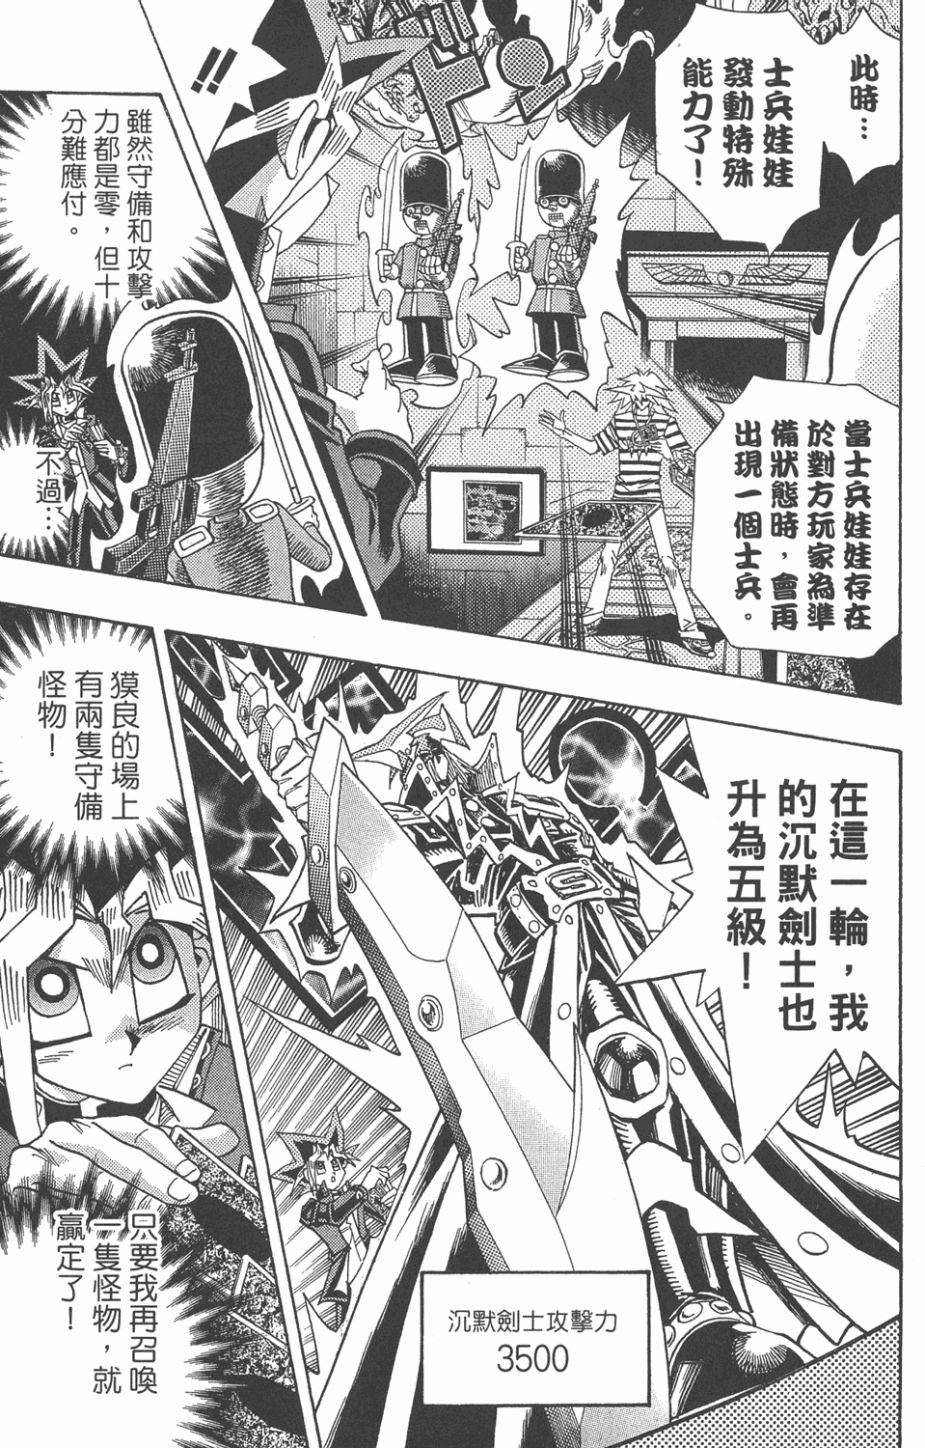 此時…
士兵娃娃
發動特殊
能力了！
ドン
!!
當士兵娃娃存在
於對方玩家為準
備狀態時，會再
出現一個士兵。
雖然守備和攻擊
力都是零，但十
分難應付。
不過…
在這一輪，我
的沉默劍士也
升為五級！
沉默劍士攻擊力
3500
獏良的場上
有兩隻守備
怪物！
只要我再召喚
一隻怪物，就
贏定了！